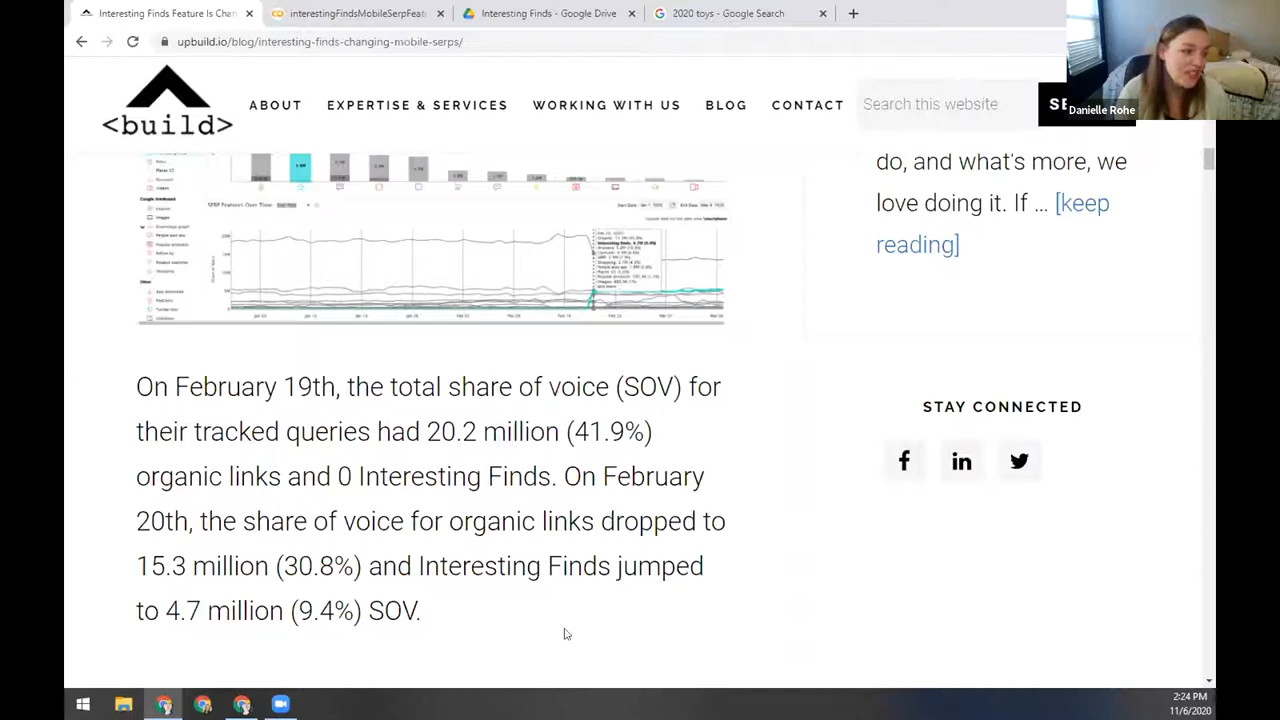 Interesting Finds Feature Is Chan
interestingFindsMobileSerpFeat
Interesting Finds - Google Drive
2020 toys - Google Search
upbuild.io/blog/interesting-finds-changing-mobile-serps/
<build>
ABOUT
EXPERTISE & SERVICES
WORKING WITH US
BLOG
CONTACT
Search this website
SE
Danielle Rohe
do, and what's more, we
love doing it. If ... [keep
reading]
SERP Features Over Time
On February 19th, the total share of voice (SOV) for
their tracked queries had 20.2 million (41.9%)
organic links and 0 Interesting Finds. On February
20th, the share of voice for organic links dropped to
15.3 million (30.8%) and Interesting Finds jumped
to 4.7 million (9.4%) SOV.
STAY CONNECTED
2:24 PM
11/6/2020